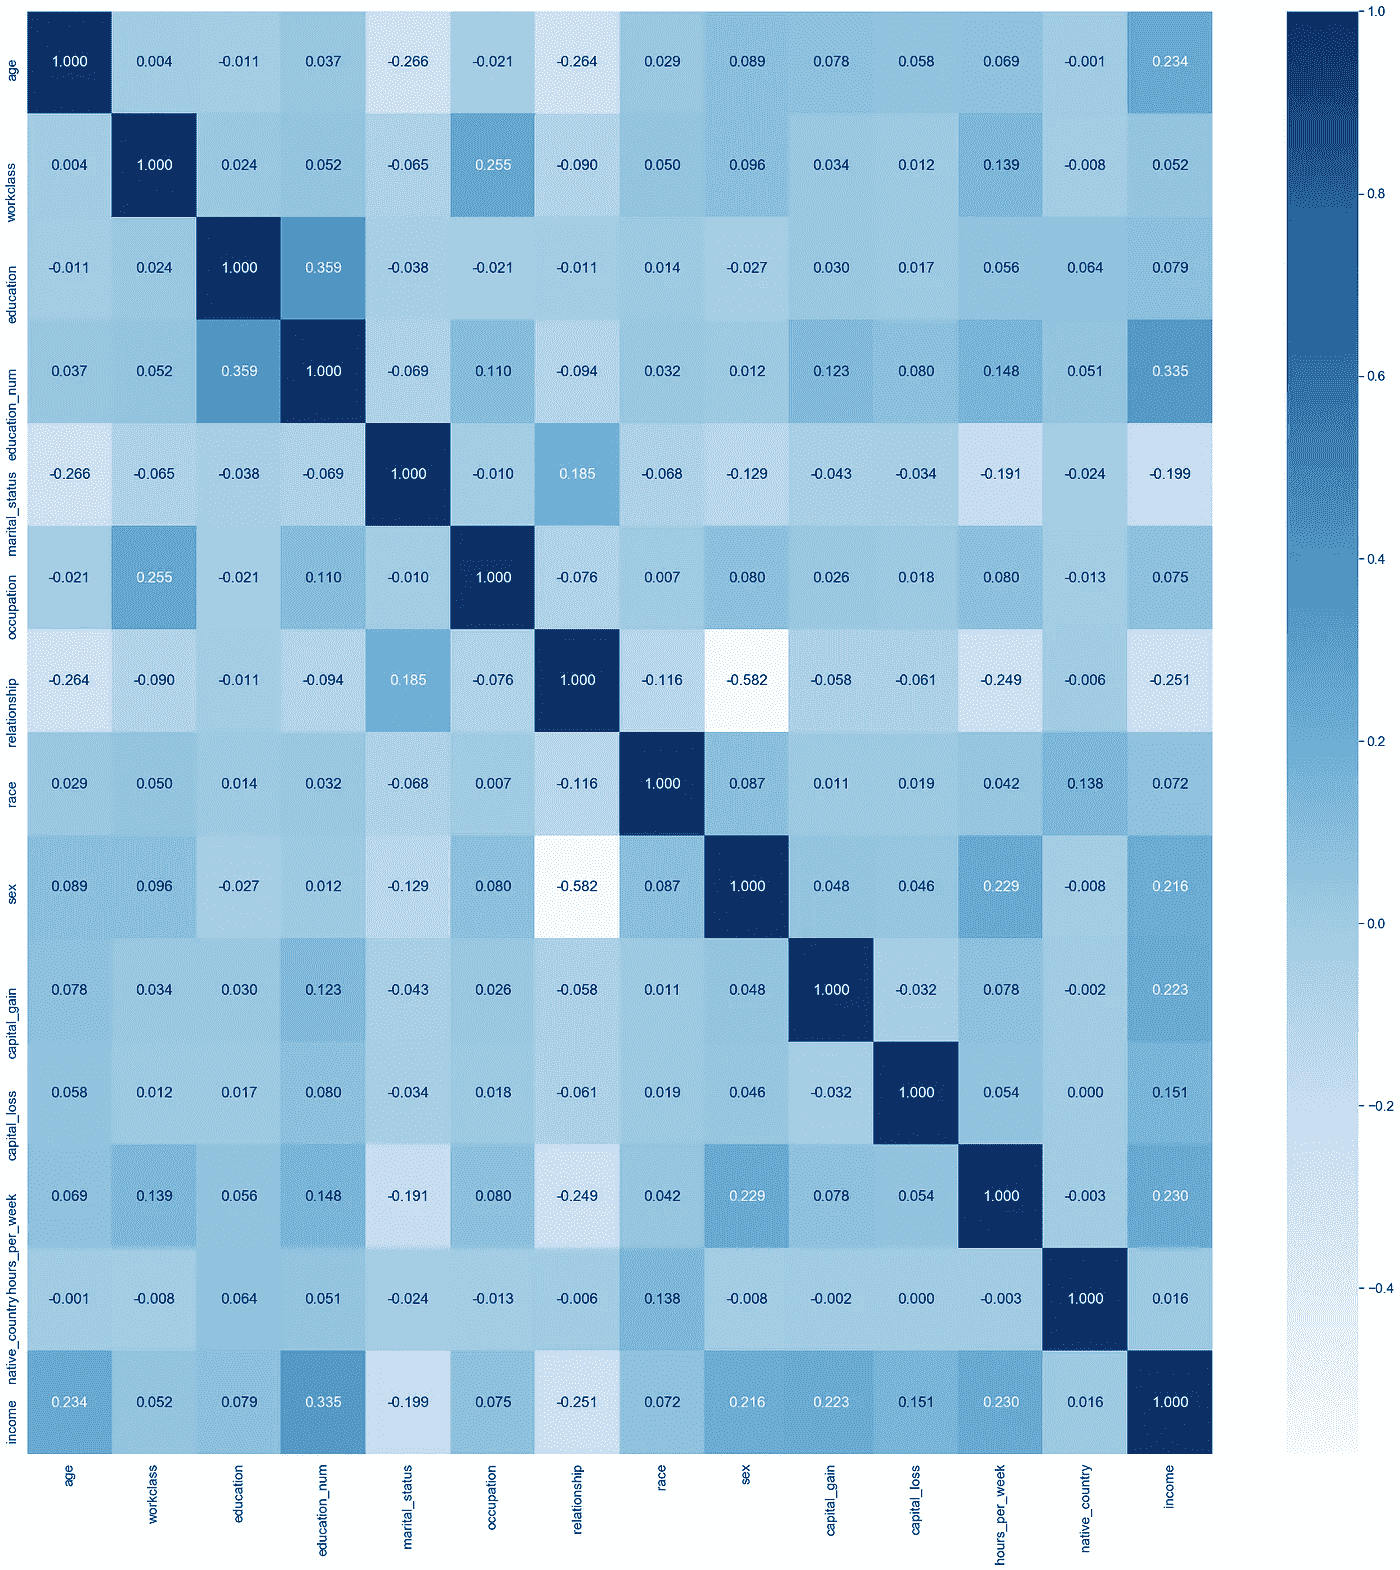 age 1.000 0.004 -0.011 0.037 -0.266 -0.021 -0.264 0.029 0.089 0.078 0.058 0.069 -0.001 0.234
workclass 0.004 1.000 0.024 0.052 -0.065 0.255 -0.090 0.050 0.096 0.034 0.012 0.139 -0.008 0.052
education -0.011 0.024 1.000 0.359 -0.038 -0.021 -0.011 0.014 -0.027 0.030 0.017 0.056 0.064 0.079
education_num 0.037 0.052 0.359 1.000 -0.069 0.110 -0.094 0.032 0.012 0.123 0.080 0.148 0.051 0.335
marital_status -0.266 -0.065 -0.038 -0.069 1.000 -0.010 0.185 -0.068 -0.129 -0.043 -0.034 -0.191 -0.024 -0.199
occupation -0.021 0.255 -0.021 0.110 -0.010 1.000 -0.076 0.007 0.080 0.026 0.018 0.080 -0.013 0.075
relationship -0.264 -0.090 -0.011 -0.094 0.185 -0.076 1.000 -0.116 -0.582 -0.058 -0.061 -0.249 -0.006 -0.251
race 0.029 0.050 0.014 0.032 -0.068 0.007 -0.116 1.000 0.087 0.011 0.019 0.042 0.138 0.072
sex 0.089 0.096 -0.027 0.012 -0.129 0.080 -0.582 0.087 1.000 0.048 0.046 0.229 -0.008 0.216
capital_gain 0.078 0.034 0.030 0.123 -0.043 0.026 -0.058 0.011 0.048 1.000 -0.032 0.078 -0.002 0.223
capital_loss 0.058 0.012 0.017 0.080 -0.034 0.018 -0.061 0.019 0.046 -0.032 1.000 0.054 0.000 0.151
hours_per_week 0.069 0.139 0.056 0.148 -0.191 0.080 -0.249 0.042 0.229 0.078 0.054 1.000 -0.003 0.230
native_country -0.001 -0.008 0.064 0.051 -0.024 -0.013 -0.006 0.138 -0.008 -0.002 0.000 -0.003 1.000 0.016
income 0.234 0.052 0.079 0.335 -0.199 0.075 -0.251 0.072 0.216 0.223 0.151 0.230 0.016 1.000
age workclass education education_num marital_status occupation relationship race sex capital_gain capital_loss hours_per_week native_country income
1.0
0.8
0.6
0.4
0.2
0.0
-0.2
-0.4